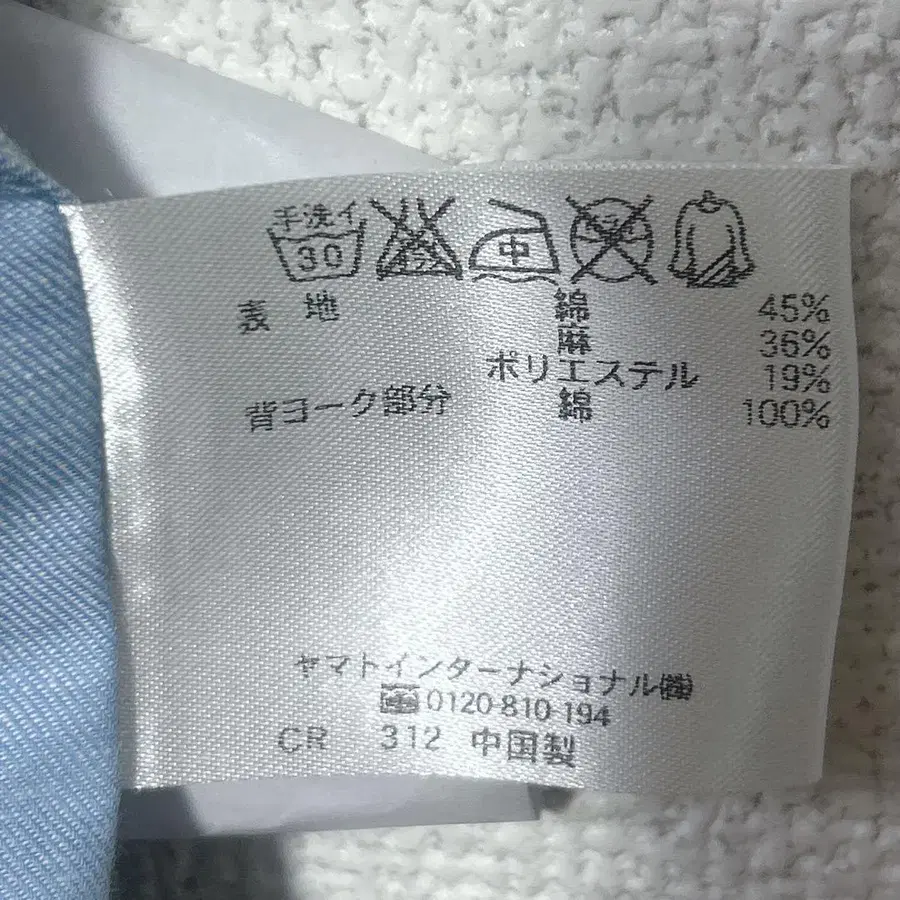 手洗イ
30
中
表 地 綿 45%
麻 36%
ポリエステル 19%
背ヨーク部分 綿 100%
ヤマトインターナショナル㈱
0120-810-194
CR 312 中国製